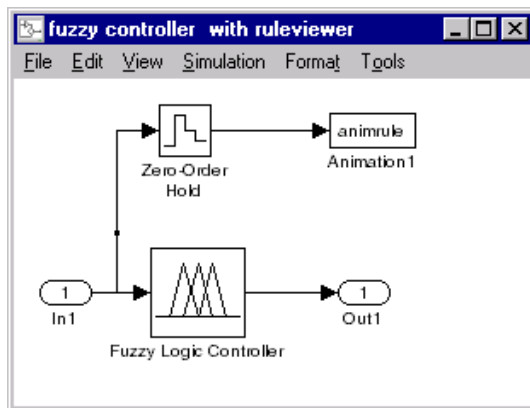 fuzzy controller with ruleviewer
File Edit View Simulation Format Tools
animrule
Zero-Order
Hold
Animation1
1
In1
1
Out1
Fuzzy Logic Controller